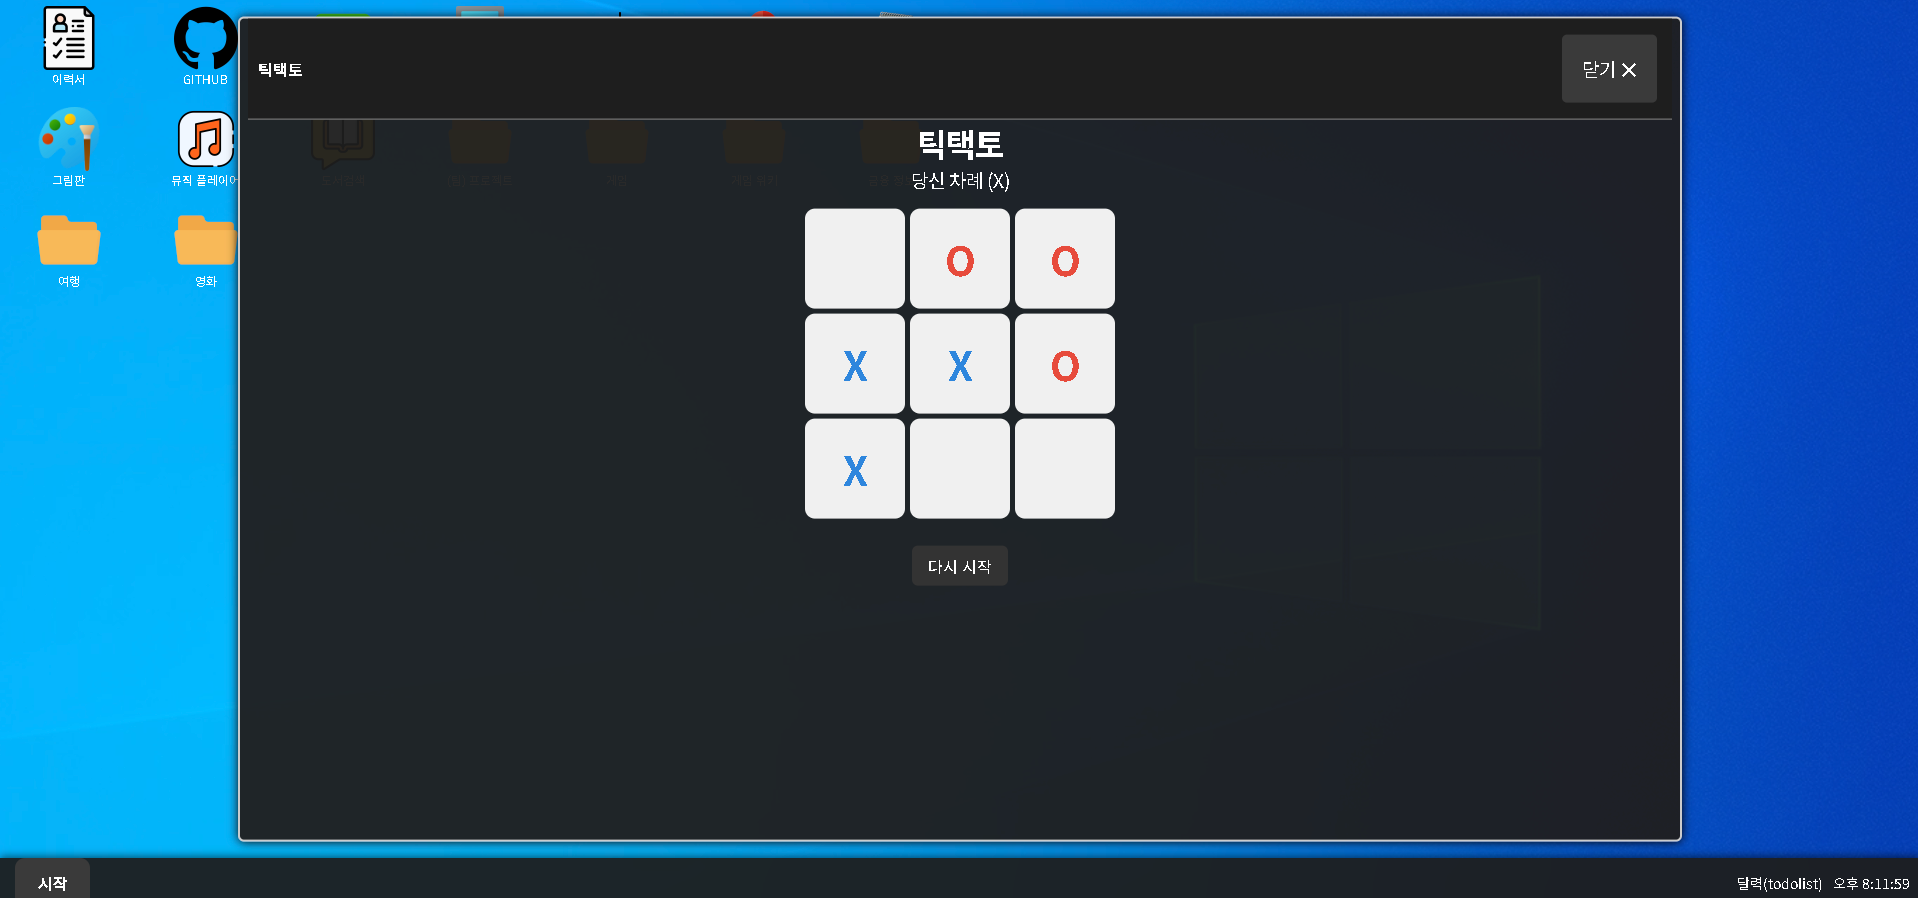 이력서
GITHUB
틱택토
닫기 ✕
그림판
뮤직 플레이어
틱택토
당신 차례 (X)
O O
X X O
X
여행
영화
다시 시작
시작
달력(todolist) 오후 8:11:59